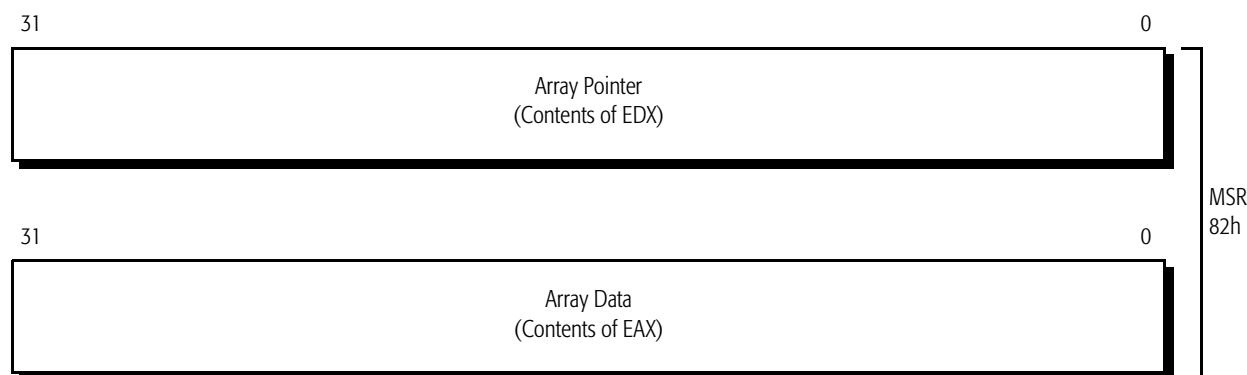 31 0
Array Pointer
(Contents of EDX)
MSR
82h
31 0
Array Data
(Contents of EAX)